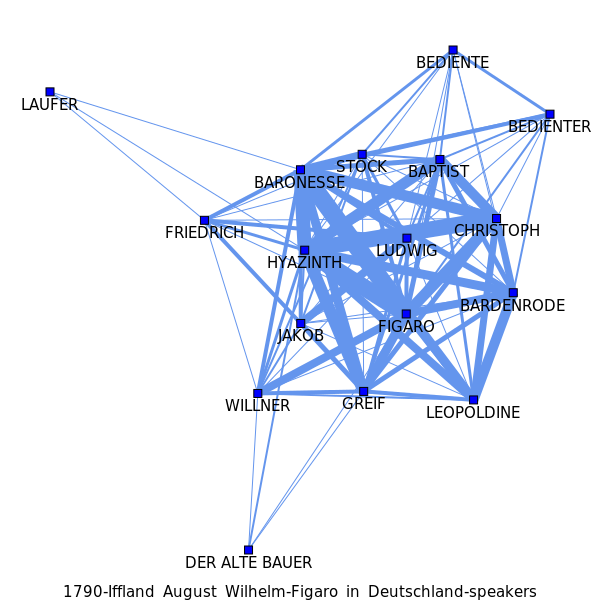 BEDIENTE
LAUFER
BEDIENTER
STOCK
BAPTIST
BARONESSE
CHRISTOPH
FRIEDRICH
LUDWIG
HYAZINTH
BARDENRODE
FIGARO
JAKOB
WILLNER
GREIF
LEOPOLDINE
DER ALTE BAUER
1790-Iffland August Wilhelm-Figaro in Deutschland-speakers